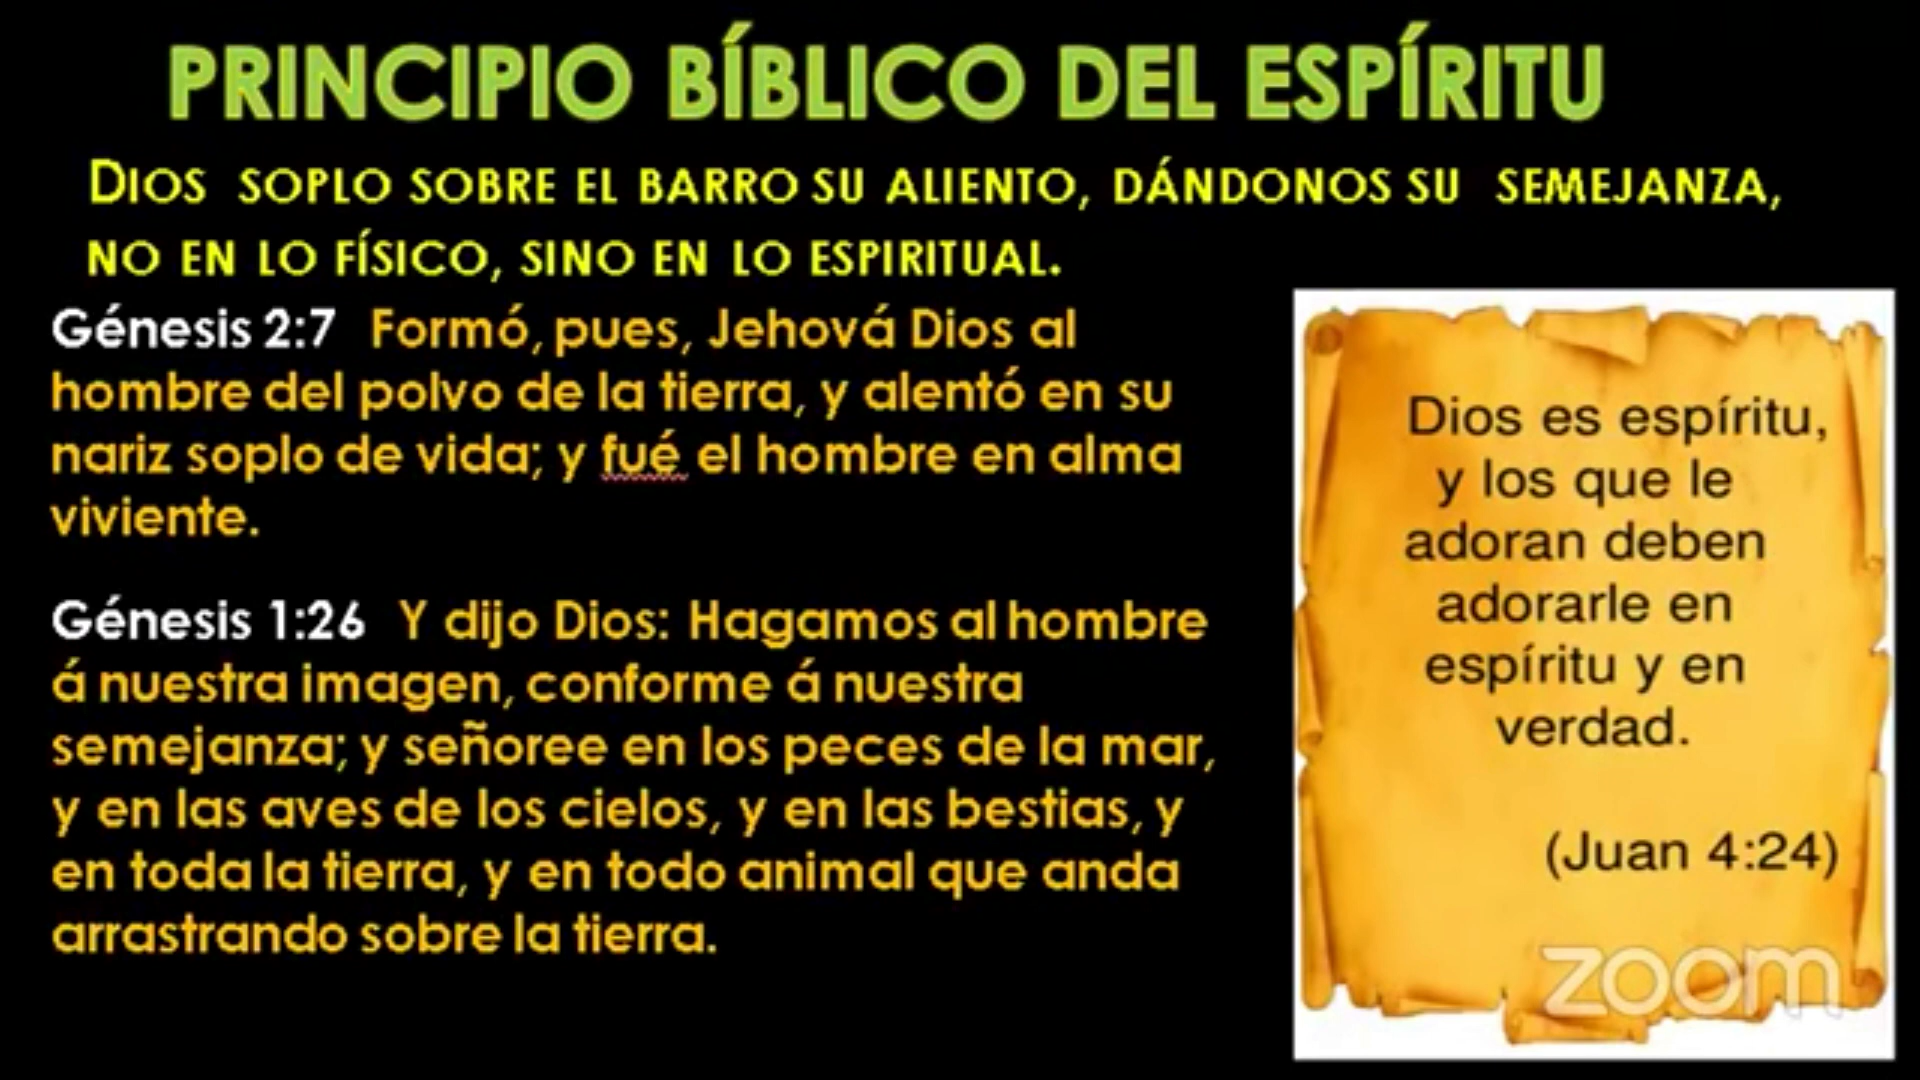 PRINCIPIO BÍBLICO DEL ESPÍRITU
DIOS SOPLO SOBRE EL BARRO SU ALIENTO, DÁNDONOS SU SEMEJANZA,
NO EN LO FÍSICO, SINO EN LO ESPIRITUAL.
Génesis 2:7 Formó, pues, Jehová Dios al
hombre del polvo de la tierra, y alentó en su
nariz soplo de vida; y fué el hombre en alma
viviente.
Génesis 1:26 Y dijo Dios: Hagamos al hombre
á nuestra imagen, conforme á nuestra
semejanza; y señoree en los peces de la mar,
y en las aves de los cielos, y en las bestias, y
en toda la tierra, y en todo animal que anda
arrastrando sobre la tierra.
Dios es espíritu,
y los que le
adoran deben
adorarle en
espíritu y en
verdad.
(Juan 4:24)
zoom